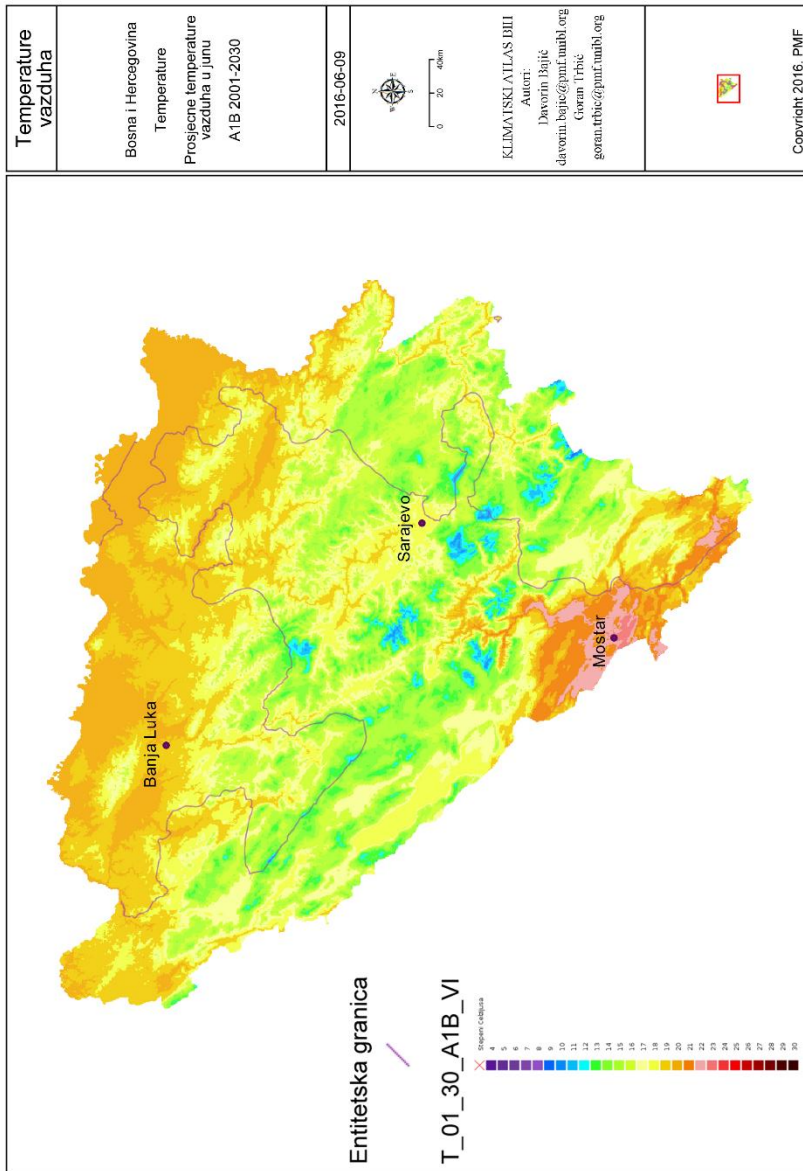 Temperature
vazduha
Bosna i Hercegovina
Temperature
Prosjecne temperature
vazduha u junu
A1B 2001-2030
2016-06-09
N
W E
S
0 20 40km
KLIMATSKI ATLAS BIH
Autori:
Davorin Bajić
davorin.bajic@pmf.unibl.org
Goran Trbić
goran.trbic@pmf.unibl.org
Copyright 2016. PMF
Banja Luka
Sarajevo
Mostar
Entitetska granica
T_01_30_A1B_VI
Stepeni Celzijusa
4
5
6
7
8
9
10
11
12
13
14
15
16
17
18
19
20
21
22
23
24
25
26
27
28
29
30